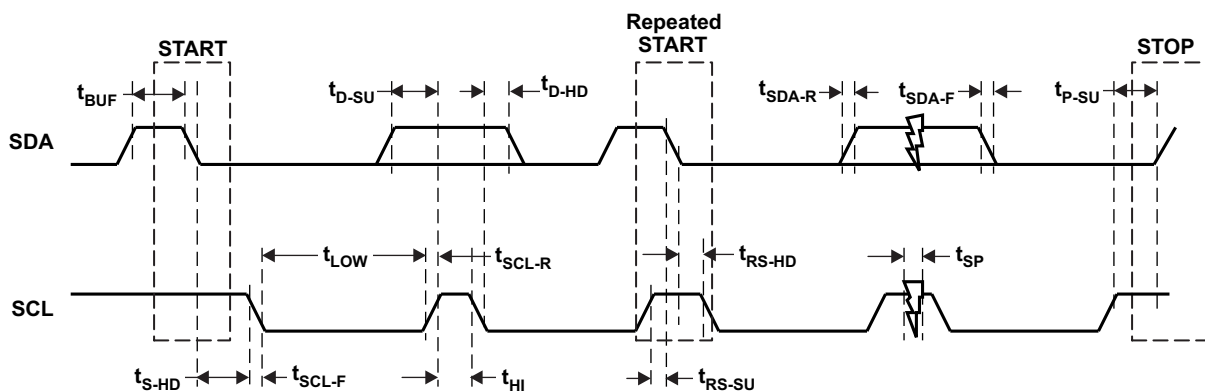 Repeated
START
START
STOP
tBUF
tD-SU
tD-HD
tSDA-R
tSDA-F
tP-SU
SDA
tLOW
tSCL-R
tRS-HD
tSP
SCL
tS-HD
tSCL-F
tHI
tRS-SU